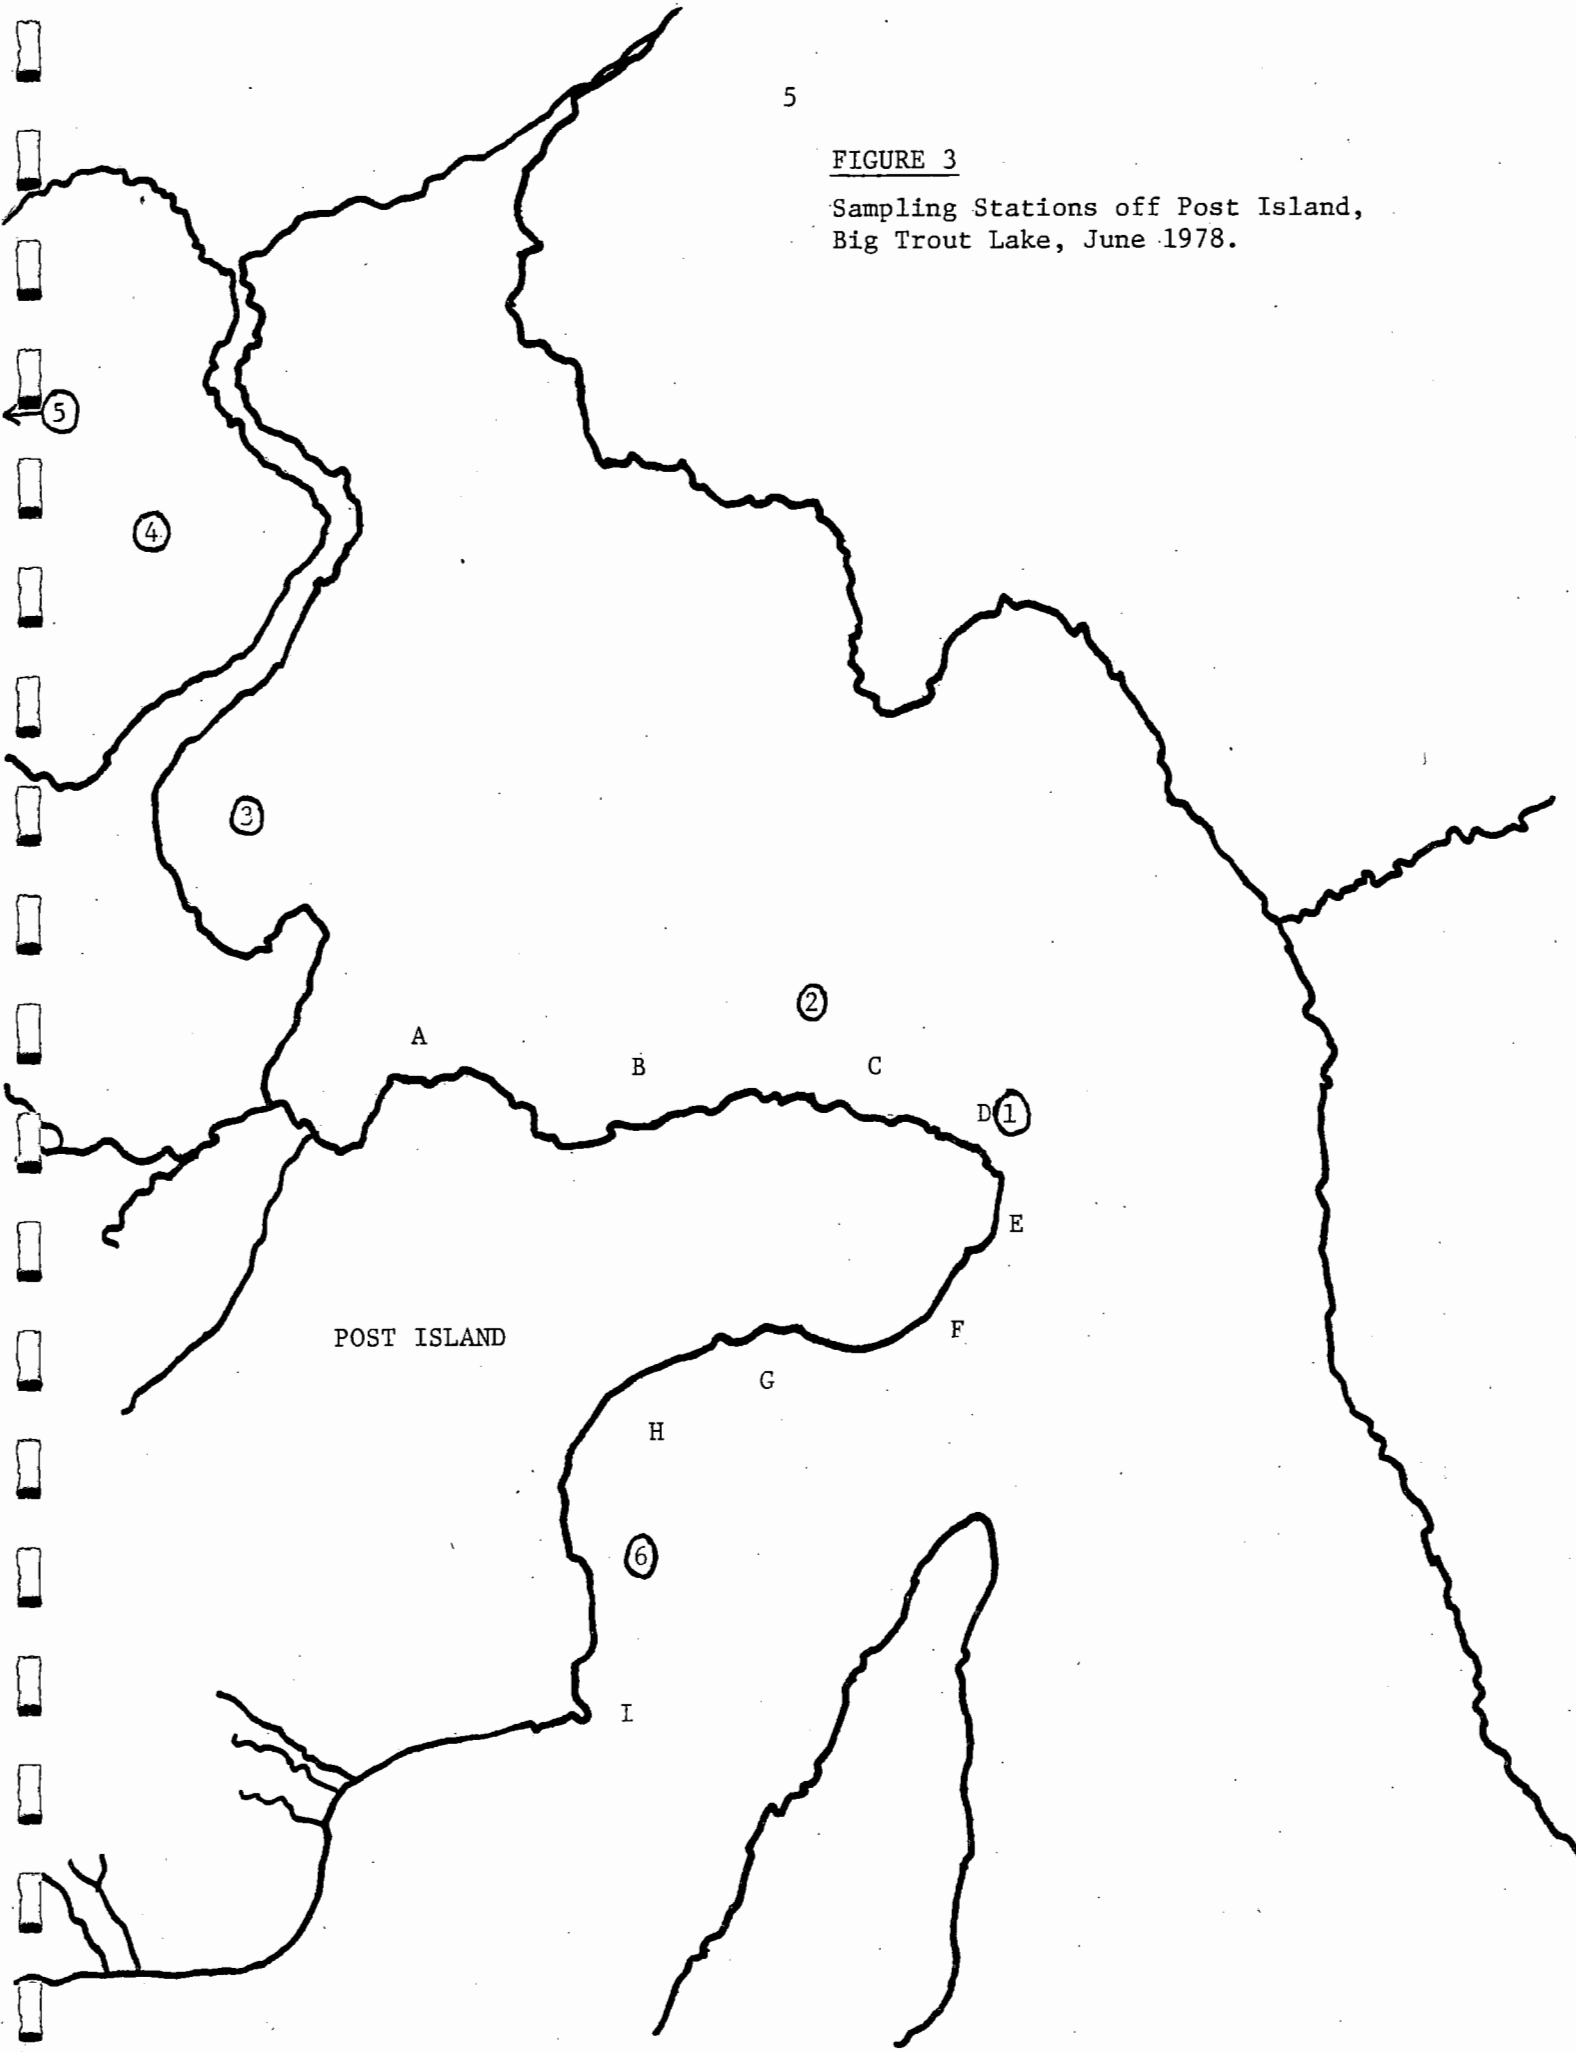 5
FIGURE 3
Sampling Stations off Post Island,
Big Trout Lake, June 1978.
5
4
3
2
A
B
C
D 1
E
F
POST ISLAND
G
H
6
I